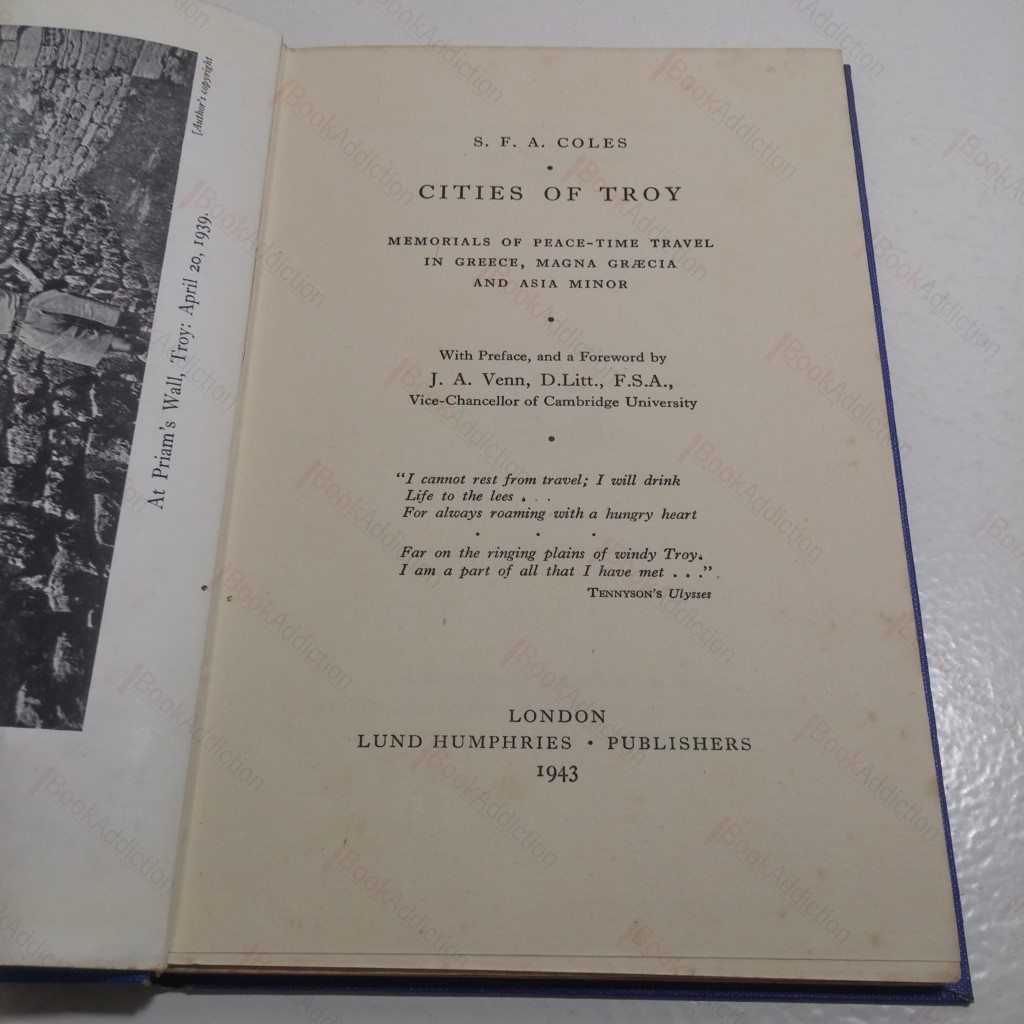 [Author's copyright
At Priam's Wall, Troy: April 20, 1939.
S. F. A. COLES
•
CITIES OF TROY
MEMORIALS OF PEACE-TIME TRAVEL
IN GREECE, MAGNA GRÆCIA
AND ASIA MINOR
•
With Preface, and a Foreword by
J. A. Venn, D.Litt., F.S.A.,
Vice-Chancellor of Cambridge University
•
"I cannot rest from travel; I will drink
Life to the lees . . .
For always roaming with a hungry heart
. . .
Far on the ringing plains of windy Troy.
I am a part of all that I have met . . ."
TENNYSON'S Ulysses
LONDON
LUND HUMPHRIES • PUBLISHERS
1943
BookAddiction